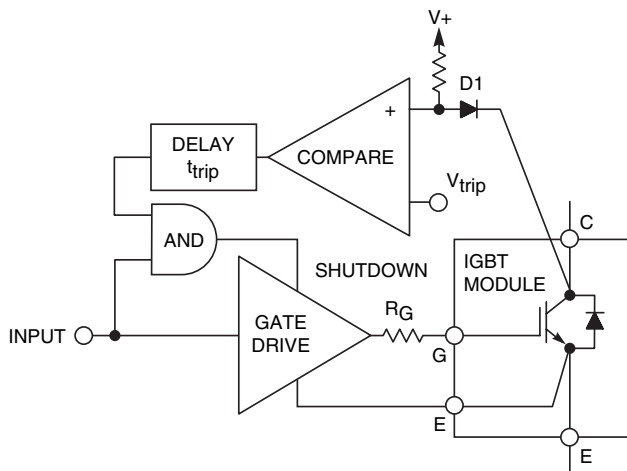 V+
D1
+
DELAY
t_trip
COMPARE
V_trip
C
AND
SHUTDOWN
IGBT
MODULE
R_G
INPUT
GATE
DRIVE
G
E
E